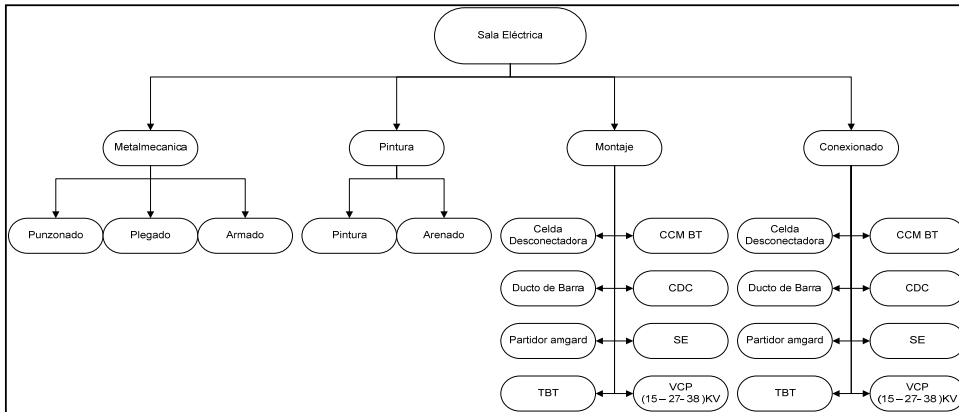 Sala Eléctrica
Metalmecanica
Pintura
Montaje
Conexionado
Punzonado
Plegado
Armado
Pintura
Arenado
Celda
Desconectadora
CCM BT
Ducto de Barra
CDC
Partidor amgard
SE
TBT
VCP
(15 – 27- 38 )KV
Celda
Desconectadora
CCM BT
Ducto de Barra
CDC
Partidor amgard
SE
TBT
VCP
(15 – 27- 38 )KV